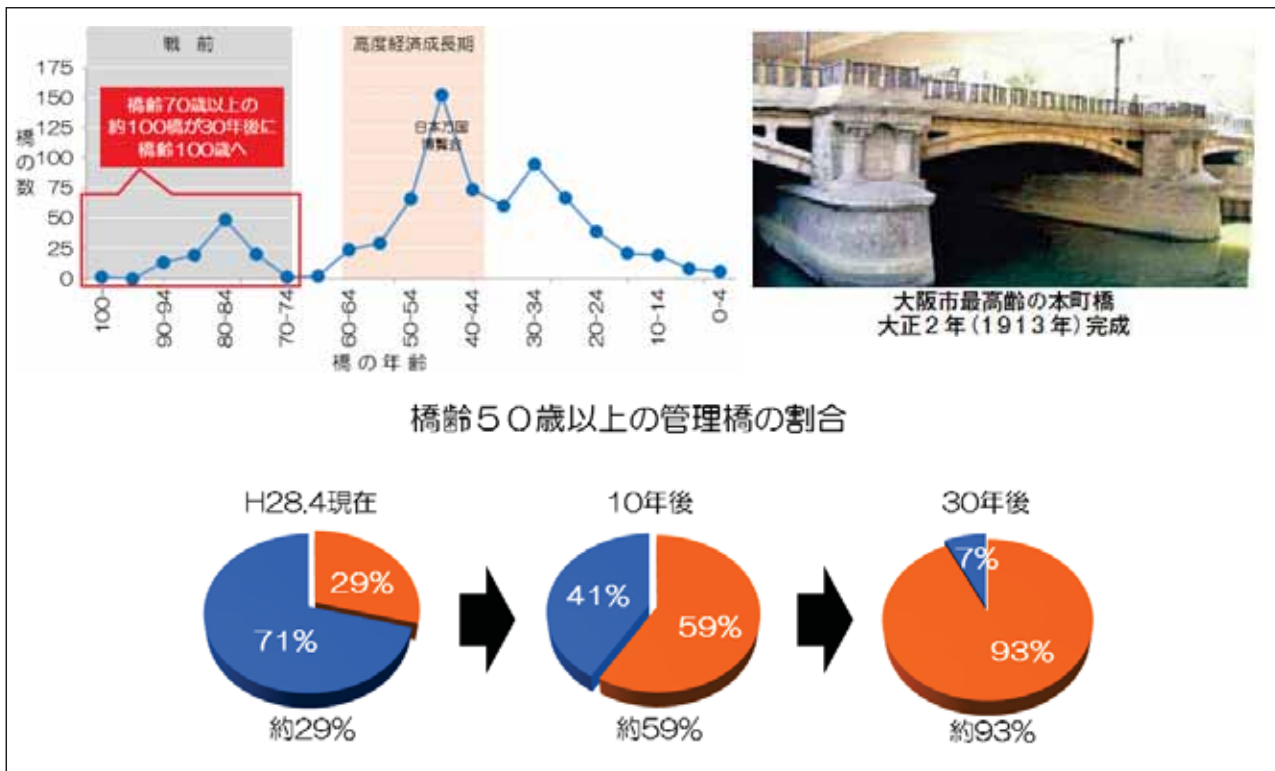 戦 前
高度経済成長期
175
150
125
100
75
50
25
0
橋の数
橋齢70歳以上の
約100橋が30年後に
橋齢100歳へ
日本万国
博覧会
100-
90-94
80-84
70-74
60-64
50-54
40-44
30-34
20-24
10-14
0-4
橋の年齢
大阪市最高齢の本町橋
大正2年(1913年)完成
橋齢50歳以上の管理橋の割合
H28.4現在
10年後
30年後
29%
71%
41%
59%
7%
93%
約29%
約59%
約93%